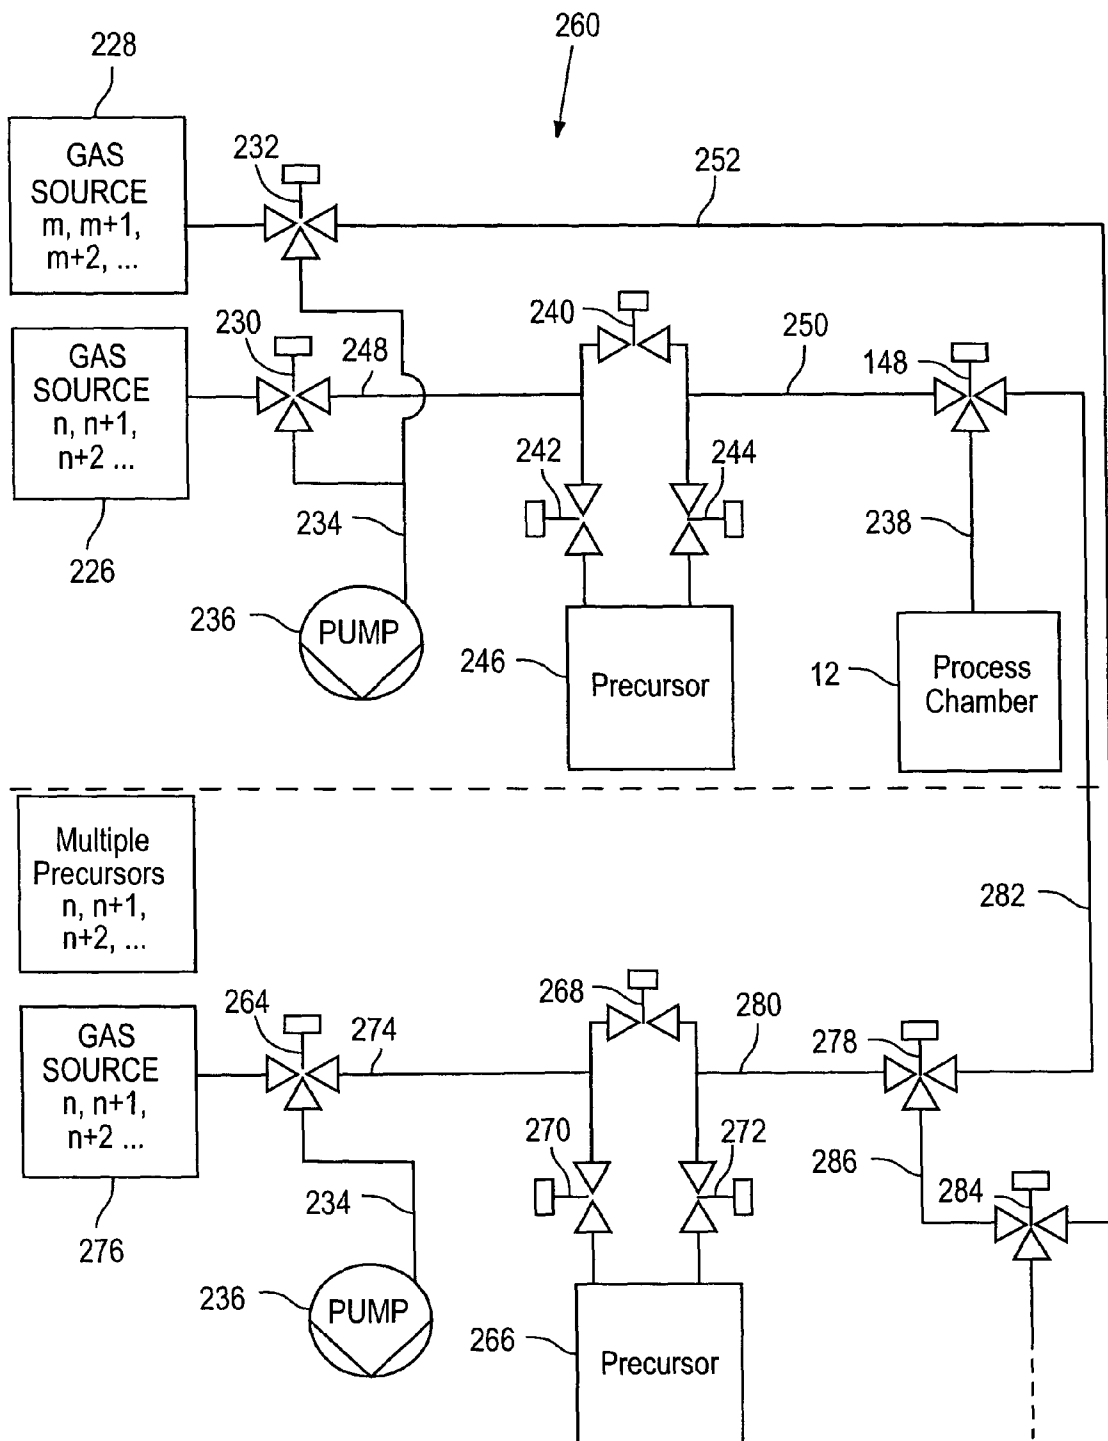 260
228
GAS
SOURCE
m, m+1,
m+2, ...
232
252
GAS
SOURCE
n, n+1,
n+2 ...
226
230
248
240
250
148
242
244
234
238
236
PUMP
246
Precursor
12
Process
Chamber
Multiple
Precursors
n, n+1,
n+2, ...
282
GAS
SOURCE
n, n+1,
n+2 ...
276
264
274
268
280
278
270
272
286
284
234
236
PUMP
266
Precursor